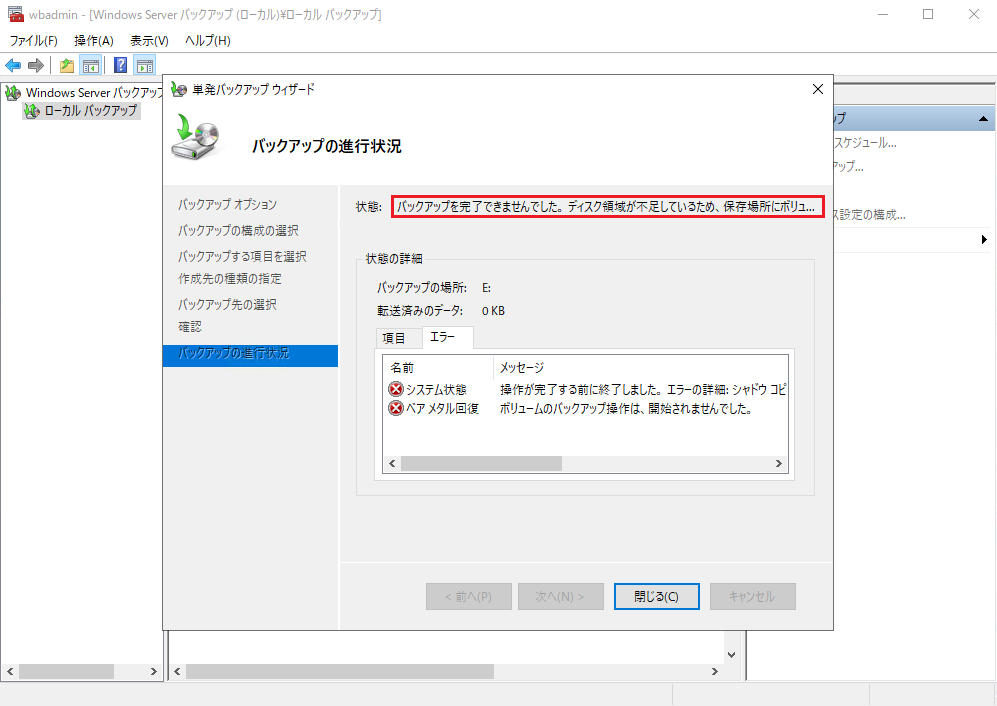 wbadmin - [Windows Server バックアップ (ローカル)¥ローカル バックアップ]
ファイル(F) 操作(A) 表示(V) ヘルプ(H)
Windows Server バックアップ
ローカル バックアップ
単発バックアップ ウィザード
バックアップの進行状況
バックアップ オプション
バックアップの構成の選択
バックアップする項目を選択
作成先の種類の指定
バックアップ先の選択
確認
バックアップの進行状況
状態: バックアップを完了できませんでした。ディスク領域が不足しているため、保存場所にボリュ...
状態の詳細
バックアップの場所: E:
転送済みのデータ: 0 KB
項目 エラー
名前 メッセージ
システム状態 操作が完了する前に終了しました。エラーの詳細: シャドウ コピ
ベア メタル回復 ボリュームのバックアップ操作は、開始されませんでした。
< 前へ(P) 次へ(N) > 閉じる(C) キャンセル
ップ
スケジュール...
アップ...
ス設定の構成...